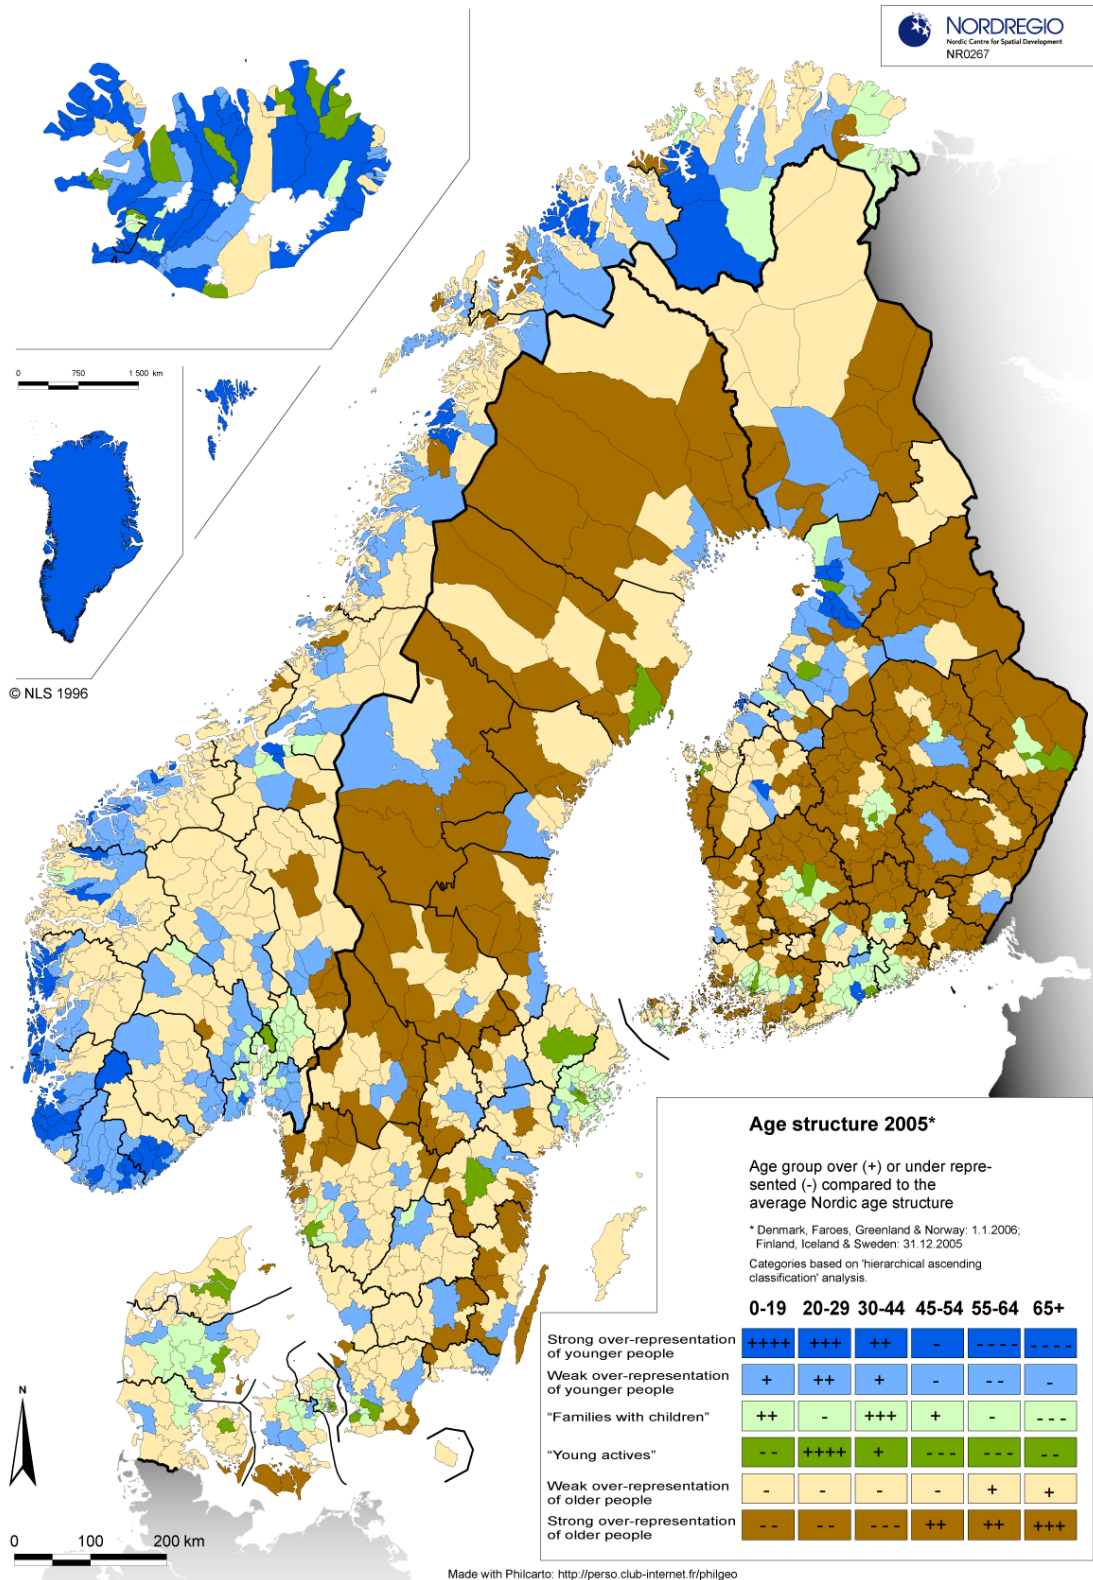 NORDREGIO
Nordic Centre for Spatial Development
NR0267
0 750 1 500 km
© NLS 1996
Age structure 2005*
Age group over (+) or under repre-
sented (-) compared to the
average Nordic age structure
* Denmark, Faroes, Greenland & Norway: 1.1.2006;
Finland, Iceland & Sweden: 31.12.2005
Categories based on 'hierarchical ascending
classification' analysis.
0-19 20-29 30-44 45-54 55-64 65+
Strong over-representation
of younger people
++++ +++ ++ - - - - - - - - -
Weak over-representation
of younger people
+ ++ + - - - -
"Families with children"
++ - +++ + - - - -
"Young actives"
- - ++++ + - - - - - - - -
Weak over-representation
of older people
- - - - + +
Strong over-representation
of older people
- - - - - - - ++ ++ +++
N
0 100 200 km
Made with Philcarto: http://perso.club-internet.fr/philgeo